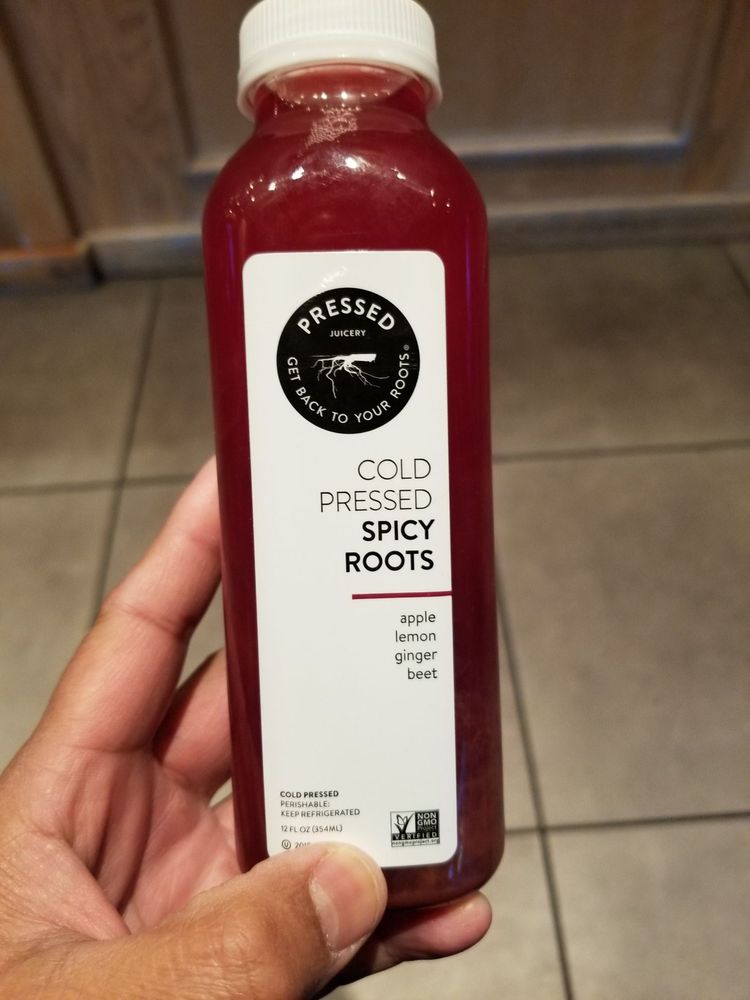 PRESSED
JUICERY
GET BACK TO YOUR ROOTS®
COLD
PRESSED
SPICY
ROOTS
apple
lemon
ginger
beet
COLD PRESSED
PERISHABLE:
KEEP REFRIGERATED
12 FL OZ (354ML)
NON
GMO
Project
VERIFIED
nongmoproject.org